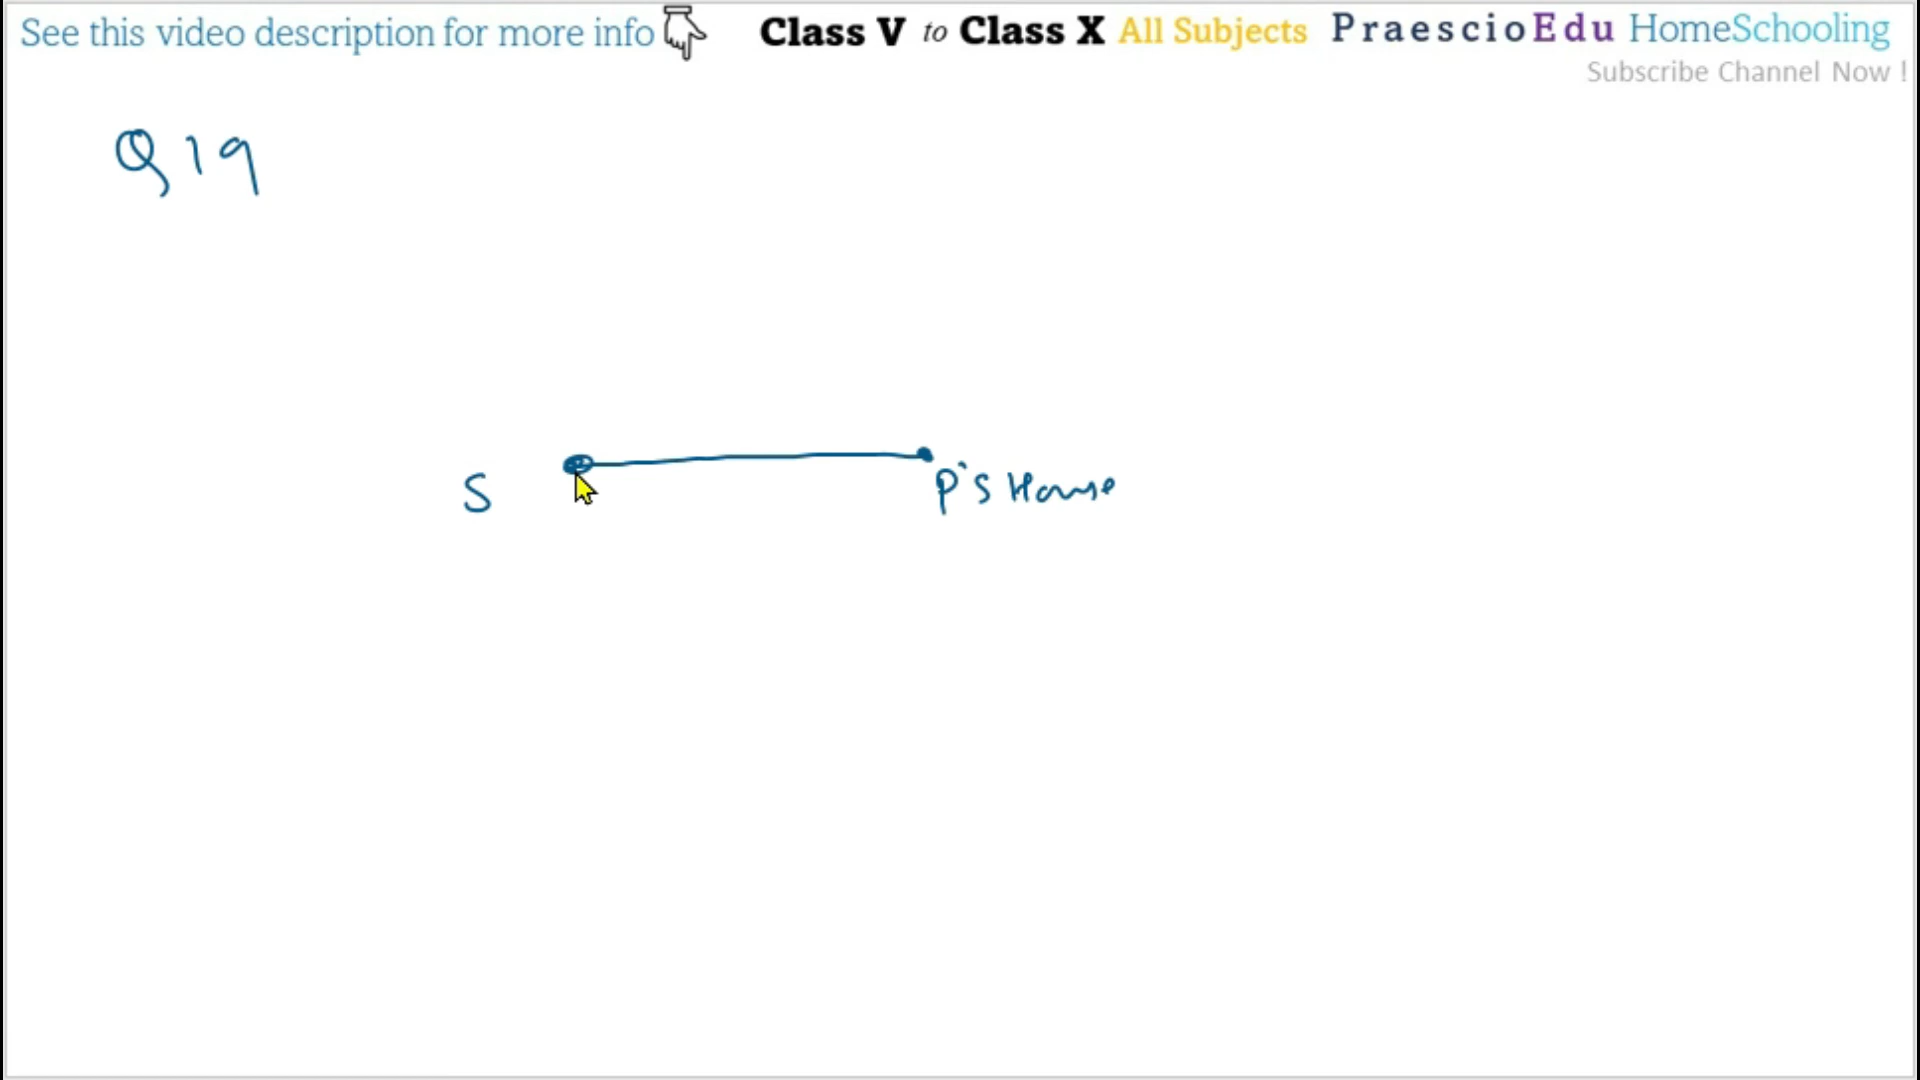 See this video description for more info Class V to Class X All Subjects PraescioEdu HomeSchooling
Subscribe Channel Now !
Q19
S P's House